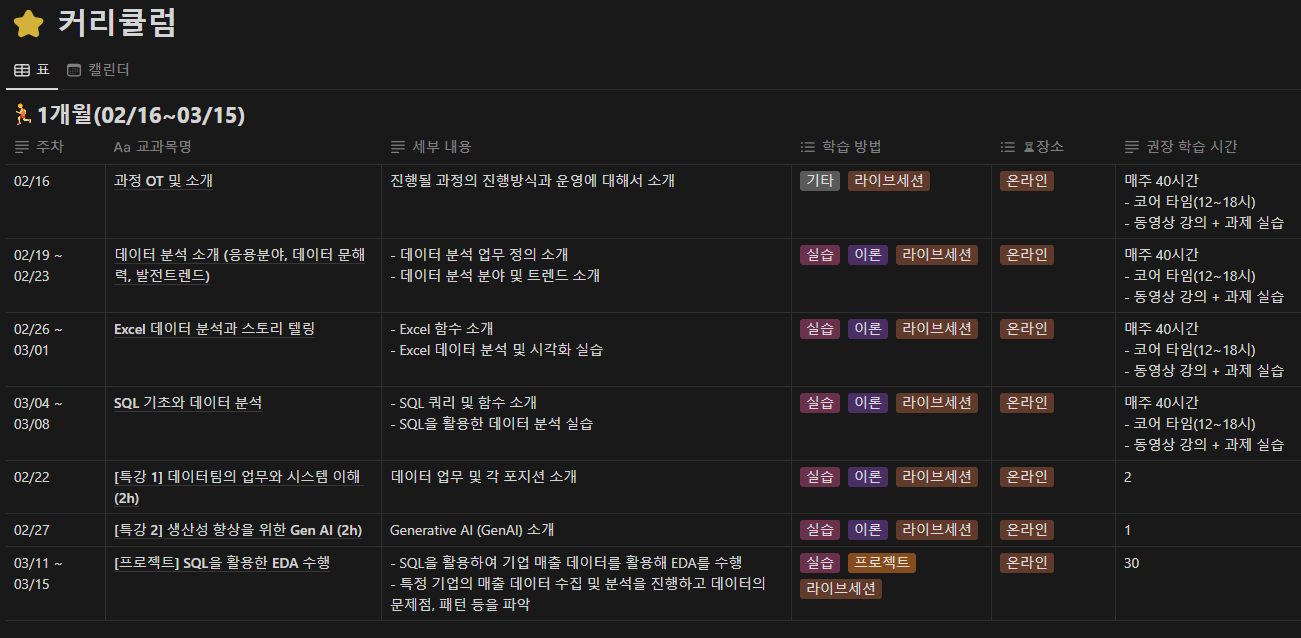 커리큘럼
표 캘린더
1개월(02/16~03/15)
주차 Aa 교과목명 세부 내용 학습 방법 장소 권장 학습 시간
02/16 과정 OT 및 소개 진행될 과정의 진행방식과 운영에 대해서 소개 기타 라이브세션 온라인 매주 40시간
- 코어 타임(12~18시)
- 동영상 강의 + 과제 실습
02/19 ~ 데이터 분석 소개 (응용분야, 데이터 문해 - 데이터 분석 업무 정의 소개 실습 이론 라이브세션 온라인 매주 40시간
02/23 력, 발전트렌드) - 데이터 분석 분야 및 트렌드 소개 - 코어 타임(12~18시)
- 동영상 강의 + 과제 실습
02/26 ~ Excel 데이터 분석과 스토리 텔링 - Excel 함수 소개 실습 이론 라이브세션 온라인 매주 40시간
03/01 - Excel 데이터 분석 및 시각화 실습 - 코어 타임(12~18시)
- 동영상 강의 + 과제 실습
03/04 ~ SQL 기초와 데이터 분석 - SQL 쿼리 및 함수 소개 실습 이론 라이브세션 온라인 매주 40시간
03/08 - SQL을 활용한 데이터 분석 실습 - 코어 타임(12~18시)
- 동영상 강의 + 과제 실습
02/22 [특강 1] 데이터팀의 업무와 시스템 이해 데이터 업무 및 각 포지션 소개 실습 이론 라이브세션 온라인 2
(2h)
02/27 [특강 2] 생산성 향상을 위한 Gen AI (2h) Generative AI (GenAI) 소개 실습 이론 라이브세션 온라인 1
03/11 ~ [프로젝트] SQL을 활용한 EDA 수행 - SQL을 활용하여 기업 매출 데이터를 활용해 EDA를 수행 실습 프로젝트 온라인 30
03/15 - 특정 기업의 매출 데이터 수집 및 분석을 진행하고 데이터의 라이브세션
문제점, 패턴 등을 파악